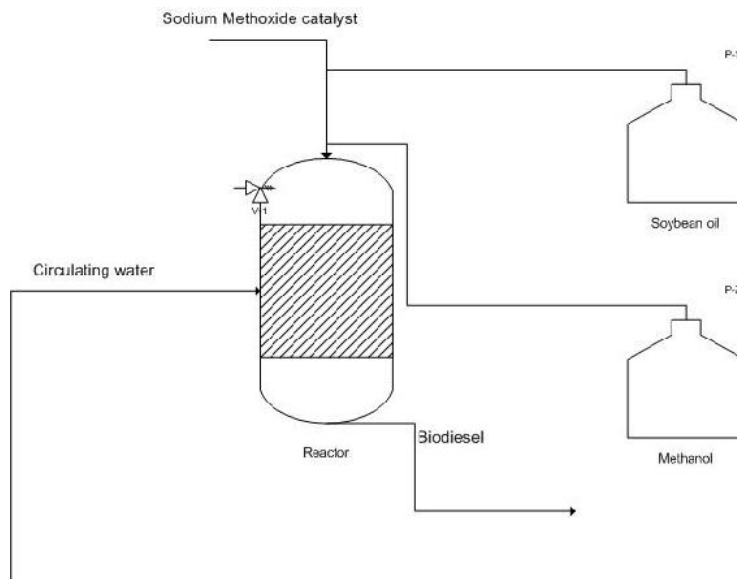 Sodium Methoxide catalyst
Soybean oil
V-1
Circulating water
Biodiesel
Reactor
Methanol